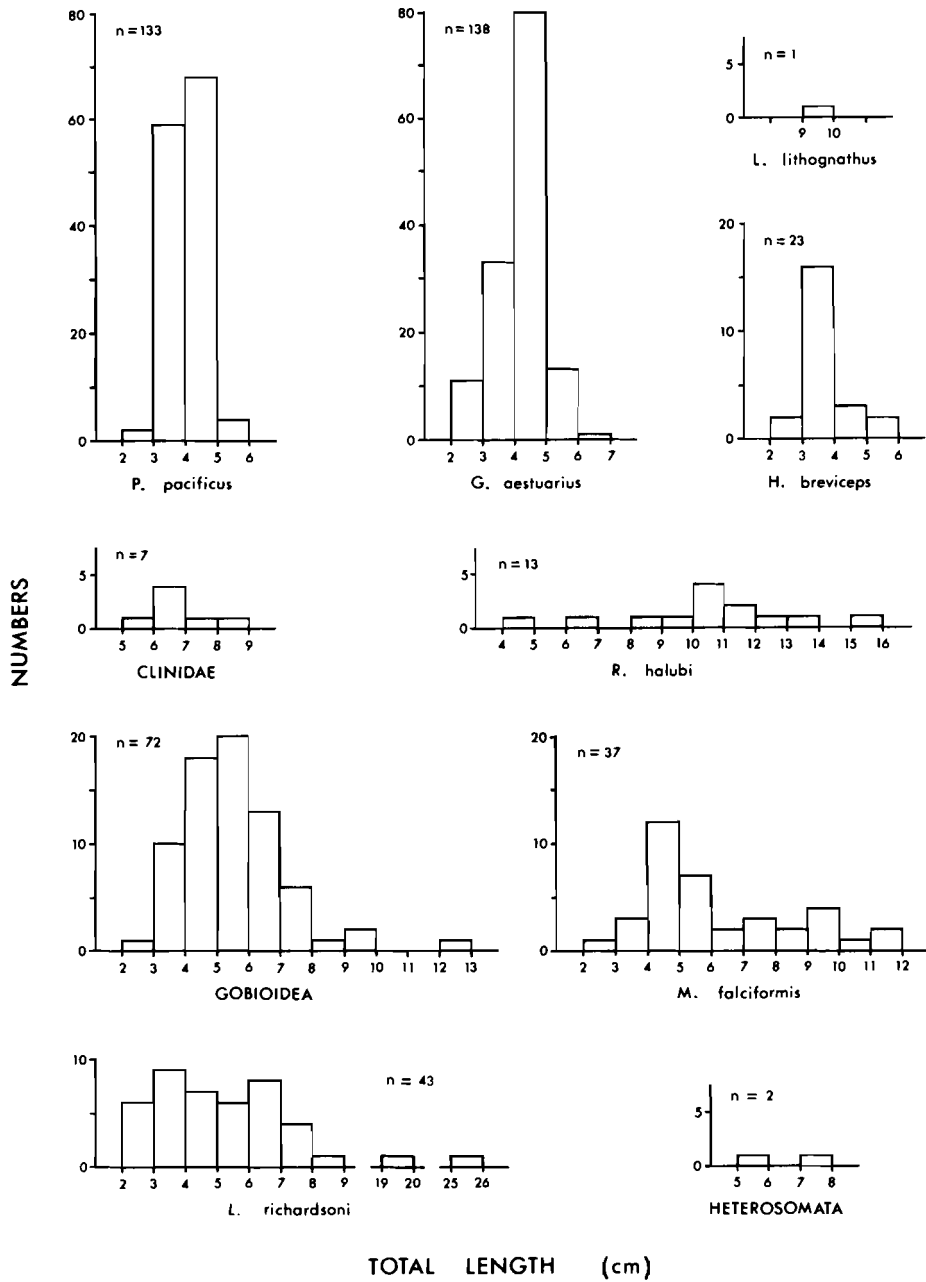 80
60
40
20
0
n=133
2 3 4 5 6
P. pacificus
80
60
40
20
0
n=138
2 3 4 5 6 7
G. aestuarius
5
0
n=1
9 10
L. lithognathus
20
10
0
n=23
2 3 4 5 6
H. breviceps
NUMBERS
5
0
n=7
5 6 7 8 9
CLINIDAE
5
0
n=13
4 5 6 7 8 9 10 11 12 13 14 15 16
R. halubi
20
10
0
n= 72
2 3 4 5 6 7 8 9 10 11 12 13
GOBIOIDEA
20
10
0
n= 37
2 3 4 5 6 7 8 9 10 11 12
M. falciformis
10
0
n = 43
2 3 4 5 6 7 8 9 19 20 25 26
L. richardsoni
5
0
n = 2
5 6 7 8
HETEROSOMATA
TOTAL LENGTH (cm)